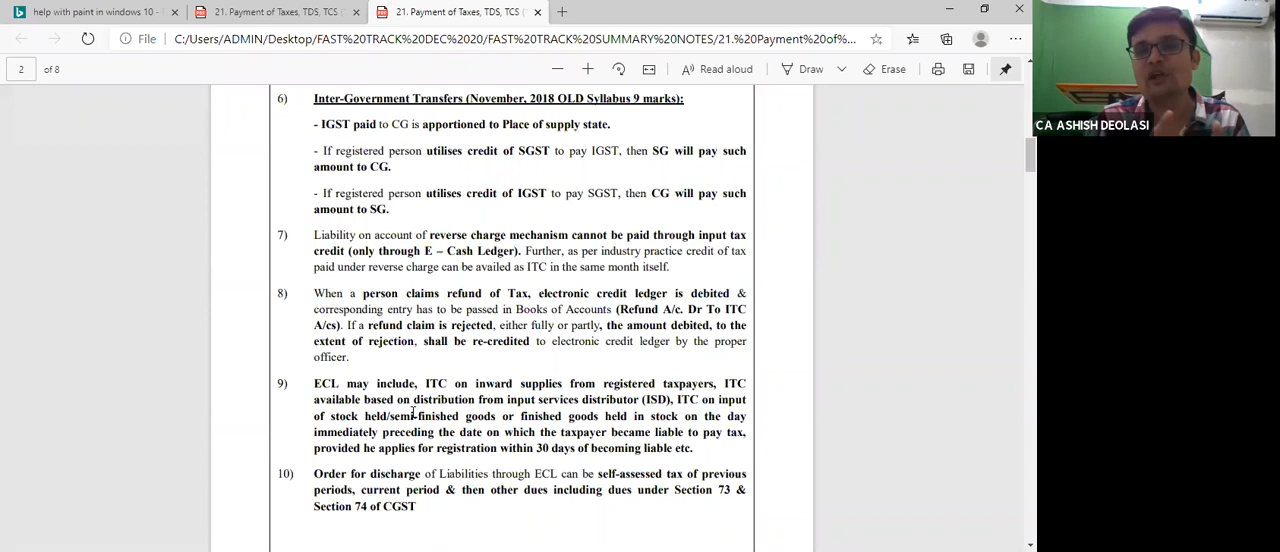 help with paint in windows 10 -
21. Payment of Taxes, TDS, TCS (
21. Payment of Taxes, TDS, TCS (
File
C:/Users/ADMIN/Desktop/FAST%20TRACK%20DEC%202020/FAST%20TRACK%20SUMMARY%20NOTES/21.%20Payment%20of%...
2 of 8
Read aloud
Draw
Erase
CA ASHISH DEOLASI
6) Inter-Government Transfers (November, 2018 OLD Syllabus 9 marks):
- IGST paid to CG is apportioned to Place of supply state.
- If registered person utilises credit of SGST to pay IGST, then SG will pay such
amount to CG.
- If registered person utilises credit of IGST to pay SGST, then CG will pay such
amount to SG.
7) Liability on account of reverse charge mechanism cannot be paid through input tax
credit (only through E – Cash Ledger). Further, as per industry practice credit of tax
paid under reverse charge can be availed as ITC in the same month itself.
8) When a person claims refund of Tax, electronic credit ledger is debited &
corresponding entry has to be passed in Books of Accounts (Refund A/c. Dr To ITC
A/cs). If a refund claim is rejected, either fully or partly, the amount debited, to the
extent of rejection, shall be re-credited to electronic credit ledger by the proper
officer.
9) ECL may include, ITC on inward supplies from registered taxpayers, ITC
available based on distribution from input services distributor (ISD), ITC on input
of stock held/semi-finished goods or finished goods held in stock on the day
immediately preceding the date on which the taxpayer became liable to pay tax,
provided he applies for registration within 30 days of becoming liable etc.
10) Order for discharge of Liabilities through ECL can be self-assessed tax of previous
periods, current period & then other dues including dues under Section 73 &
Section 74 of CGST